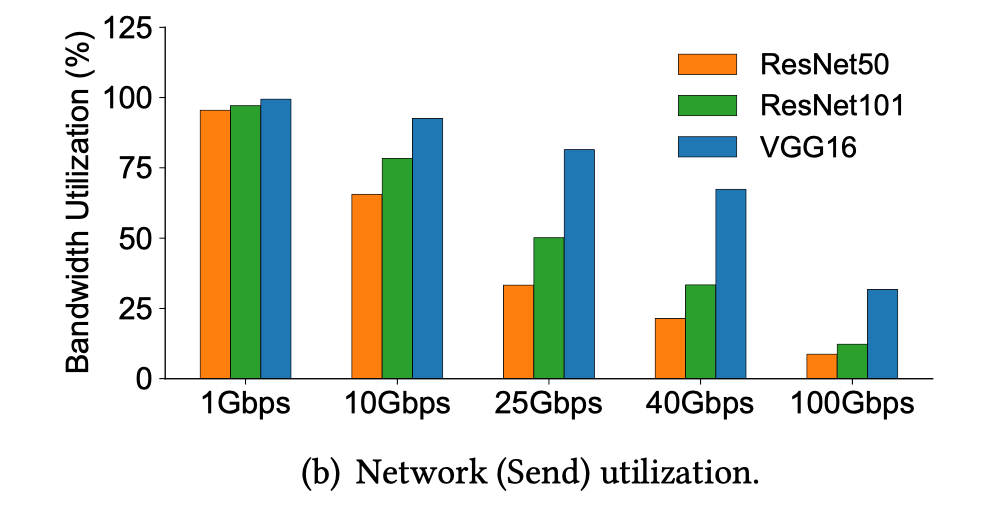 125
100
75
50
25
0
Bandwidth Utilization (%)
ResNet50
ResNet101
VGG16
1Gbps 10Gbps 25Gbps 40Gbps 100Gbps
(b) Network (Send) utilization.